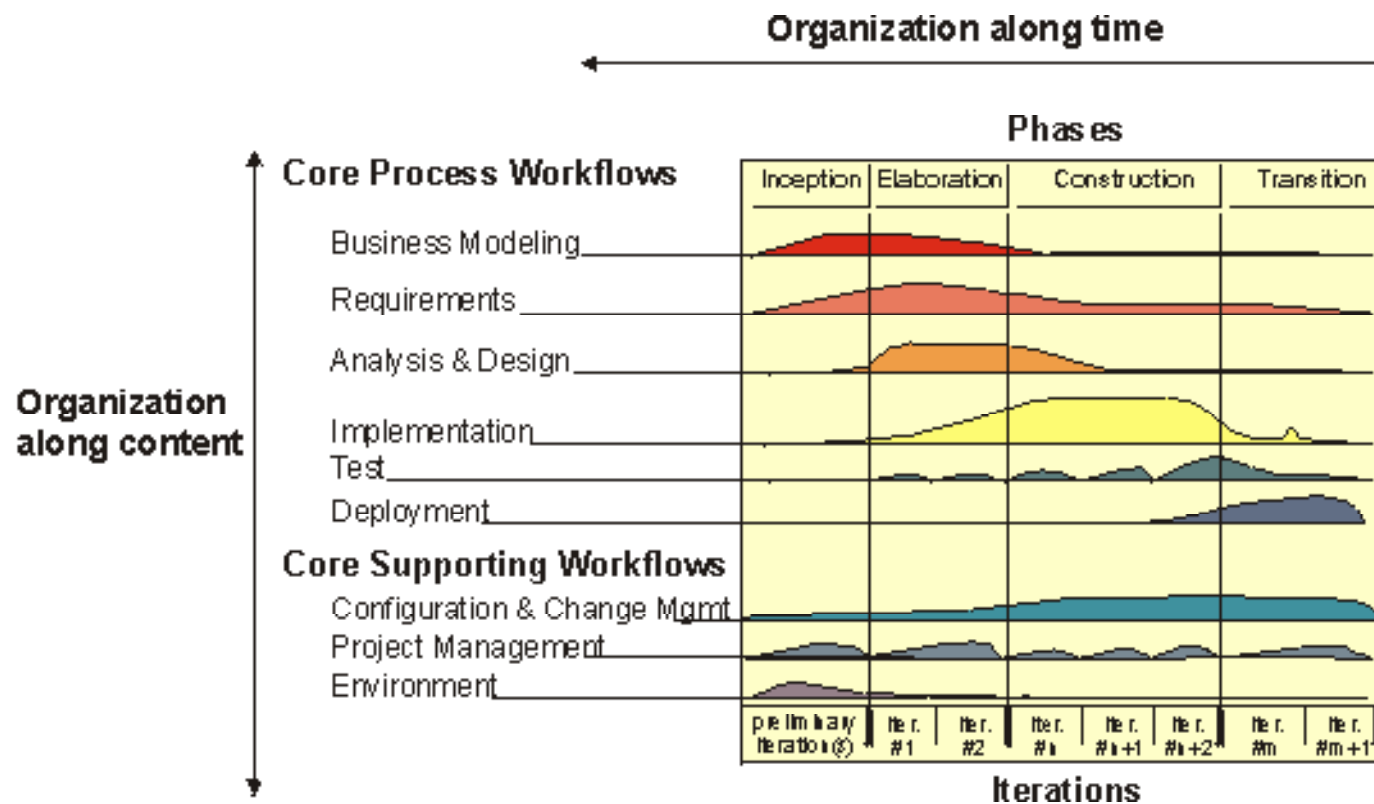 Organization along time
Phases
Core Process Workflows
Inception Elaboration Construction Transition
Business Modeling
Requirements
Analysis & Design
Organization
along content
Implementation
Test
Deployment
Core Supporting Workflows
Configuration & Change Mgmt
Project Management
Environment
preliminary iteration(s)
Iter. #1
Iter. #2
Iter. #n
Iter. #n+1
Iter. #n+2
Iter. #m
Iter. #m+1
Iterations